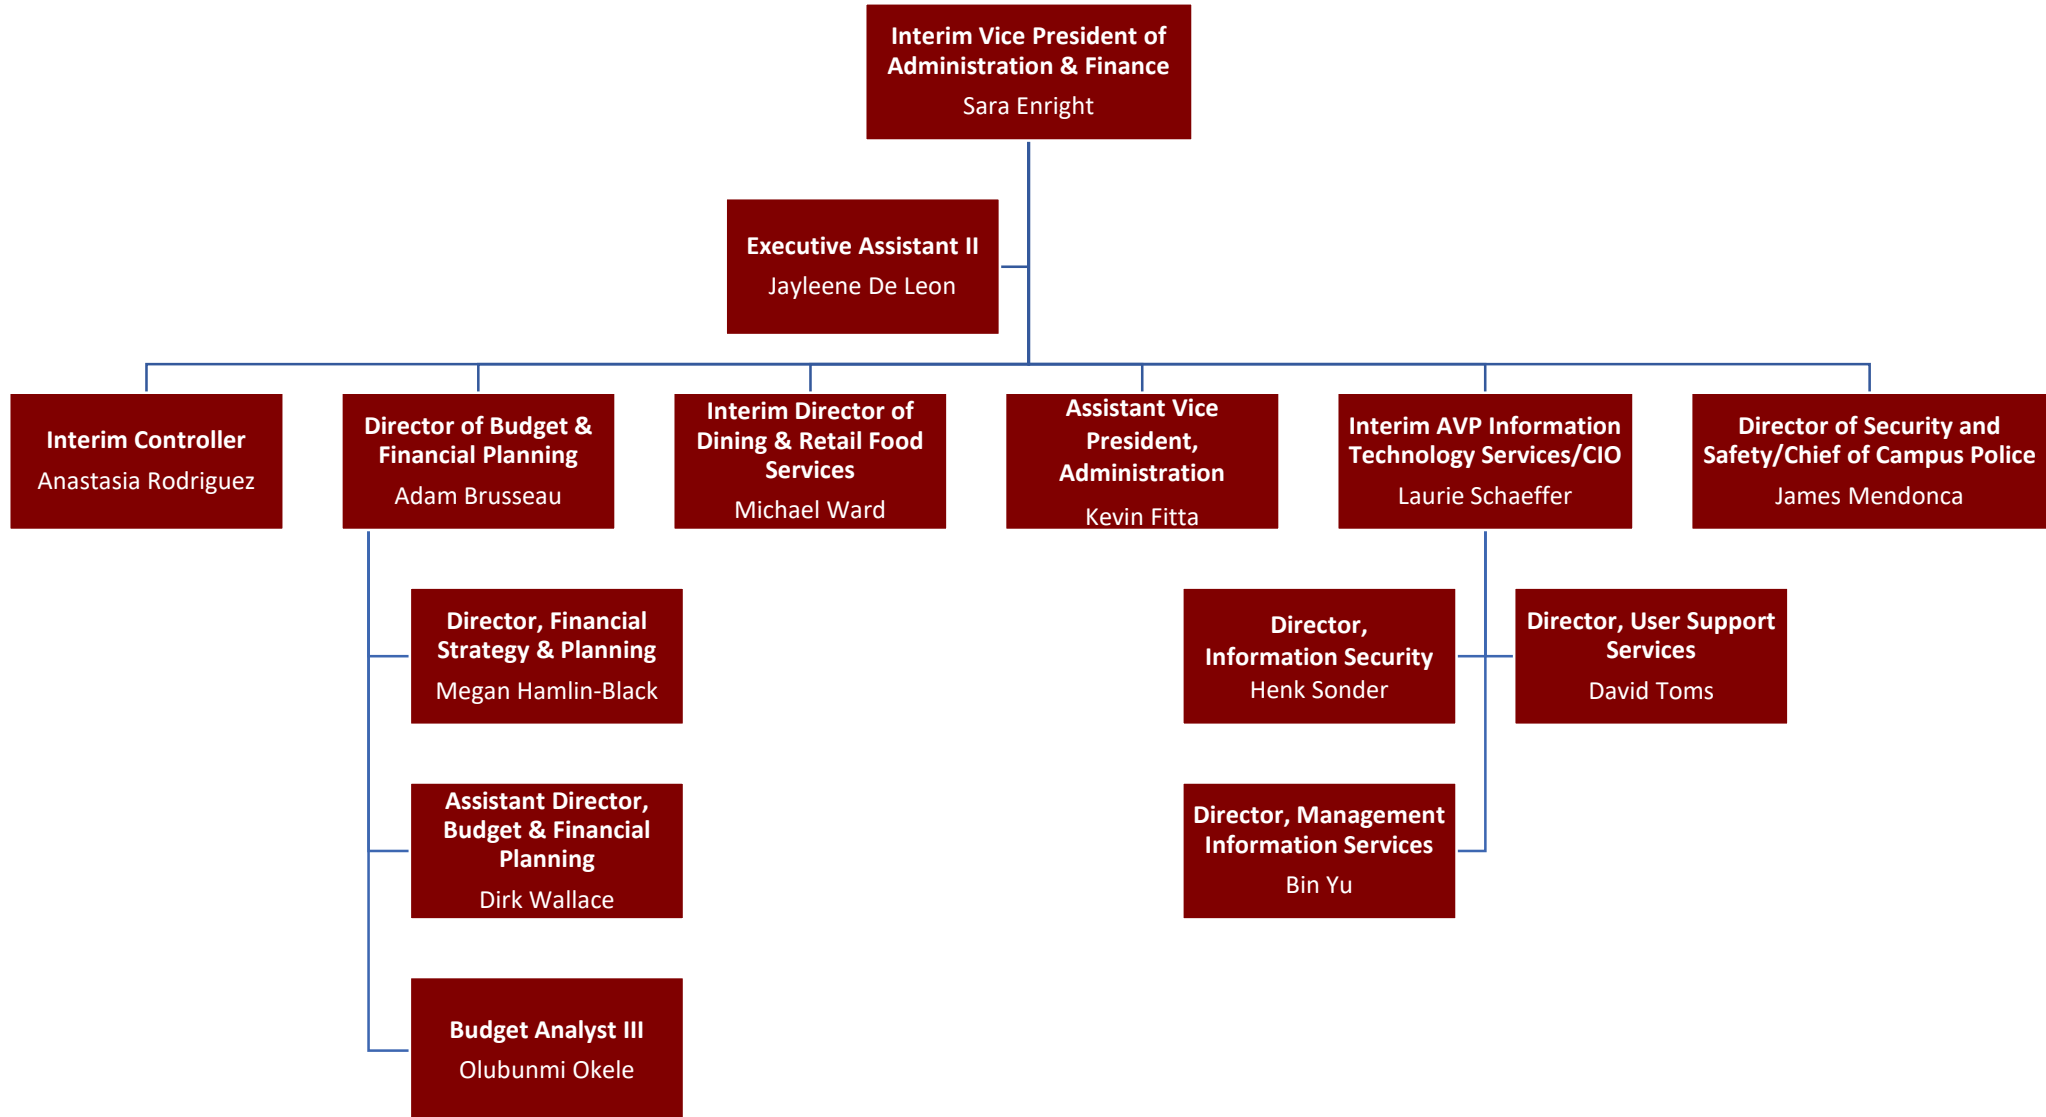 Interim Vice President of
Administration & Finance
Sara Enright
Executive Assistant II
Jayleene De Leon
Interim Controller
Anastasia Rodriguez
Director of Budget &
Financial Planning
Adam Brusseau
Interim Director of
Dining & Retail Food
Services
Michael Ward
Assistant Vice
President,
Administration
Kevin Fitta
Interim AVP Information
Technology Services/CIO
Laurie Schaeffer
Director of Security and
Safety/Chief of Campus Police
James Mendonca
Director, Financial
Strategy & Planning
Megan Hamlin-Black
Director,
Information Security
Henk Sonder
Director, User Support
Services
David Toms
Assistant Director,
Budget & Financial
Planning
Dirk Wallace
Director, Management
Information Services
Bin Yu
Budget Analyst III
Olubunmi Okele